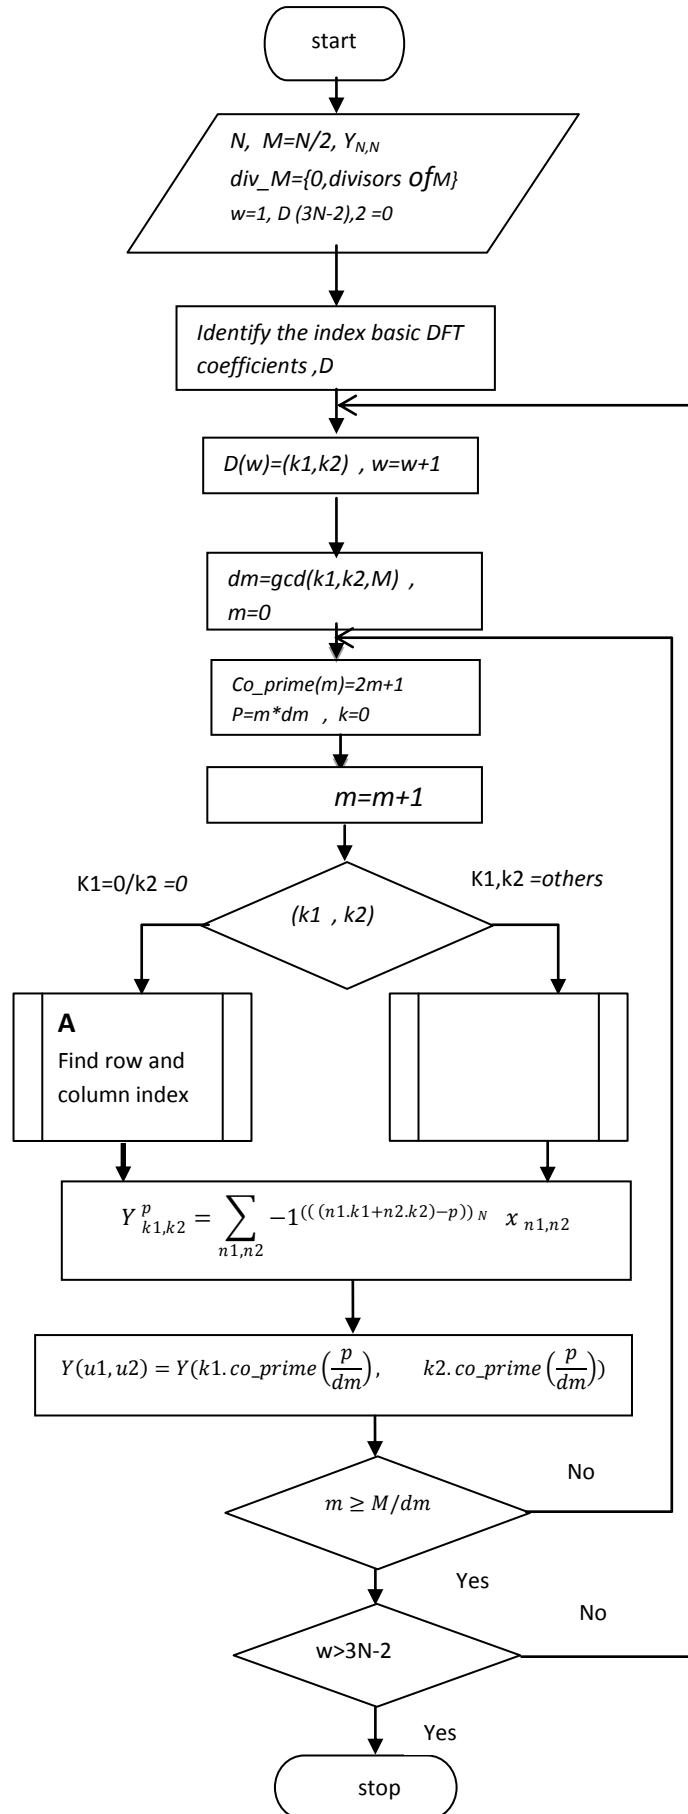 start
N, M=N/2, Y_{N,N}
div_M={0,divisors of M}
w=1, D (3N-2),2 =0
Identify the index basic DFT
coefficients ,D
D(w)=(k1,k2) , w=w+1
dm=gcd(k1,k2,M) ,
m=0
Co_prime(m)=2m+1
P=m*dm , k=0
m=m+1
K1=0/k2 =0
K1,k2 =others
(k1 , k2)
A
Find row and
column index
Y^{p}_{k1,k2} = ∑_{n1,n2} −1^{(((n1.k1+n2.k2)−p))_N} x_{n1,n2}
Y(u1,u2) = Y(k1.co_prime(p/dm), k2.co_prime(p/dm))
No
m ≥ M/dm
Yes
No
w>3N-2
Yes
stop